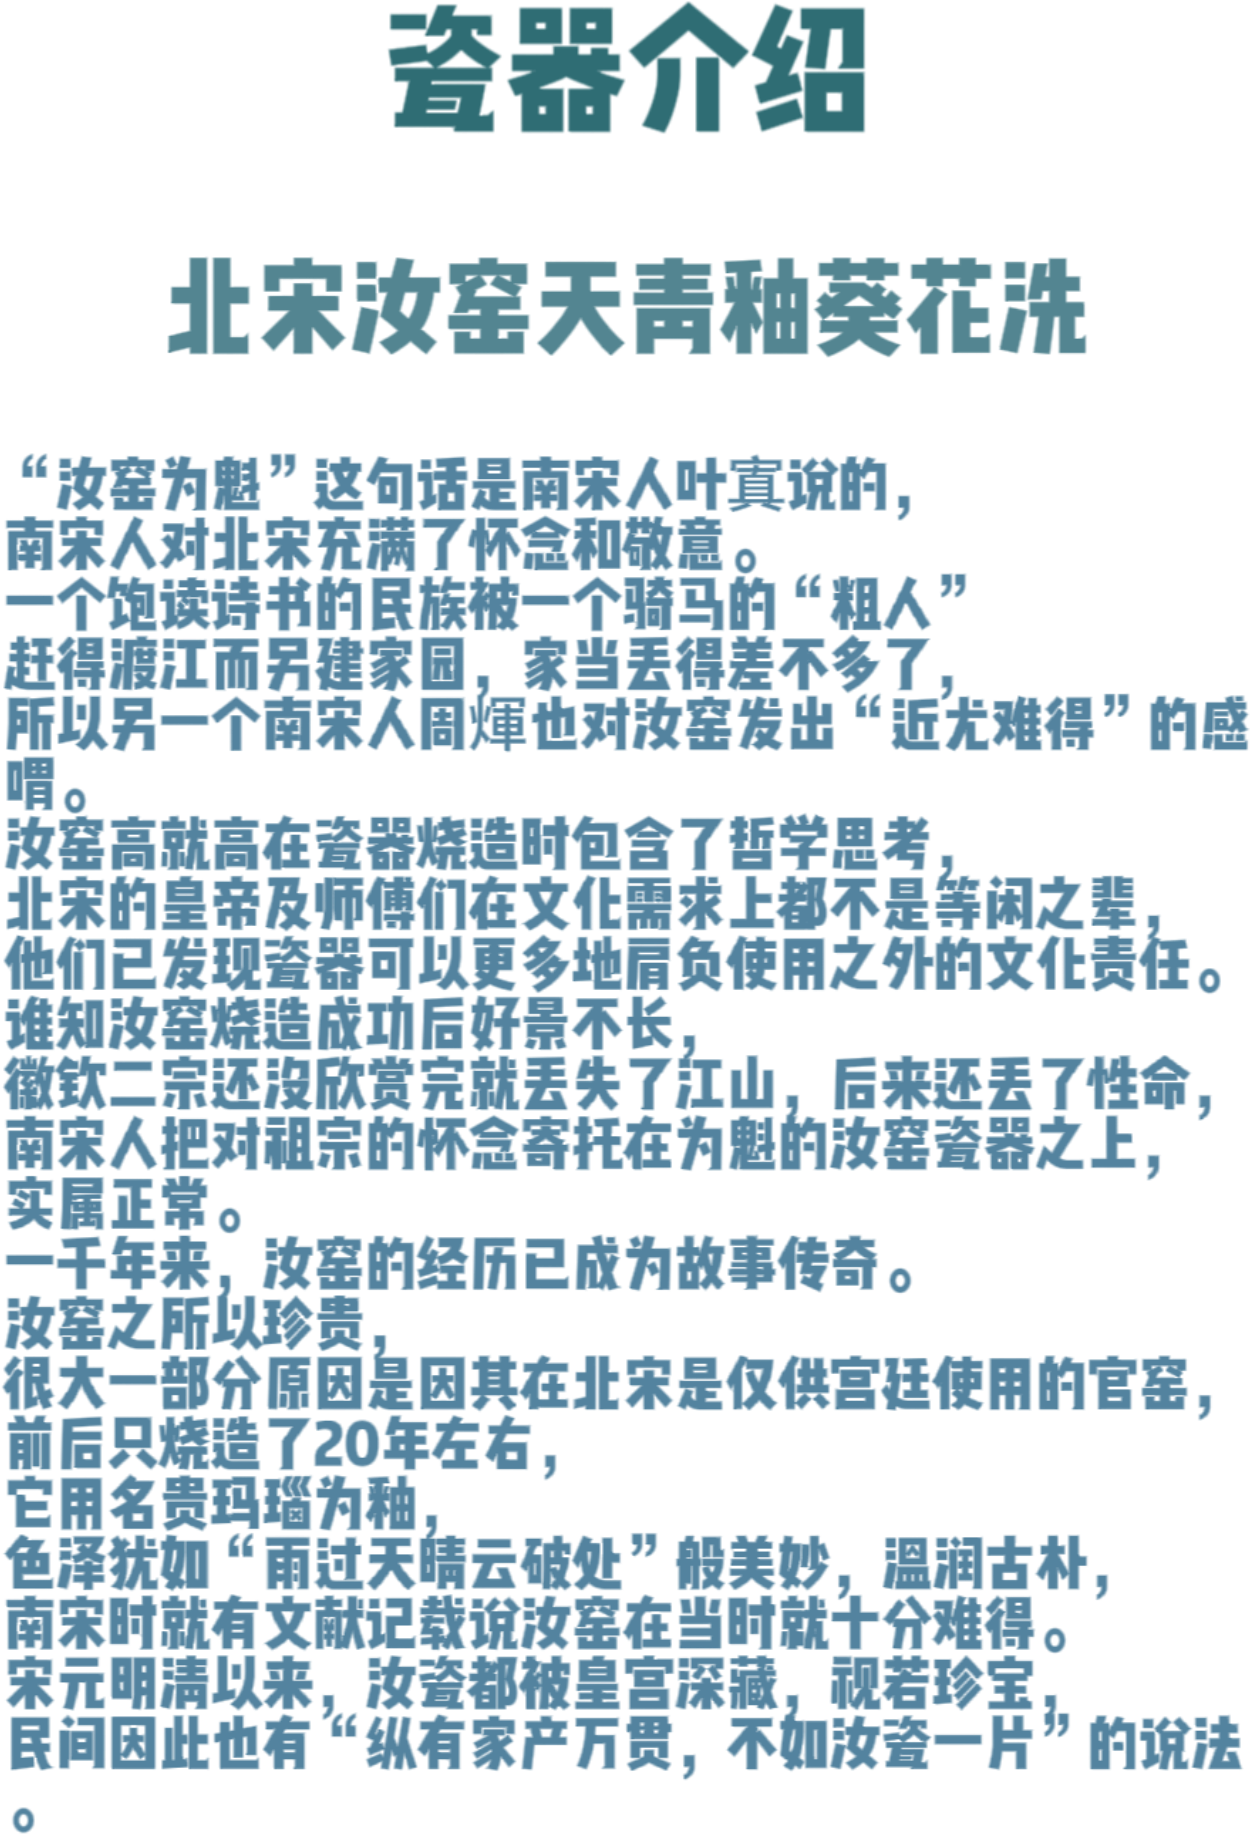 瓷器介绍
北宋汝窑天青釉葵花洗
“汝窑为魁”这句话是南宋人叶寘说的，
南宋人对北宋充满了怀念和敬意。
一个饱读诗书的民族被一个骑马的“粗人”
赶得渡江而另建家园，家当丢得差不多了，
所以另一个南宋人周煇也对汝窑发出“近尤难得”的感
喟。
汝窑高就高在瓷器烧造时包含了哲学思考，
北宋的皇帝及师傅们在文化需求上都不是等闲之辈，
他们已发现瓷器可以更多地肩负使用之外的文化责任。
谁知汝窑烧造成功后好景不长，
徽钦二宗还没欣赏完就丢失了江山，后来还丢了性命，
南宋人把对祖宗的怀念寄托在为魁的汝窑瓷器之上，
实属正常。
一千年来，汝窑的经历已成为故事传奇。
汝窑之所以珍贵，
很大一部分原因是因其在北宋是仅供宫廷使用的官窑，
前后只烧造了20年左右，
它用名贵玛瑙为釉，
色泽犹如“雨过天晴云破处”般美妙，温润古朴，
南宋时就有文献记载说汝窑在当时就十分难得。
宋元明清以来，汝瓷都被皇宫深藏，视若珍宝，
民间因此也有“纵有家产万贯，不如汝瓷一片”的说法
。